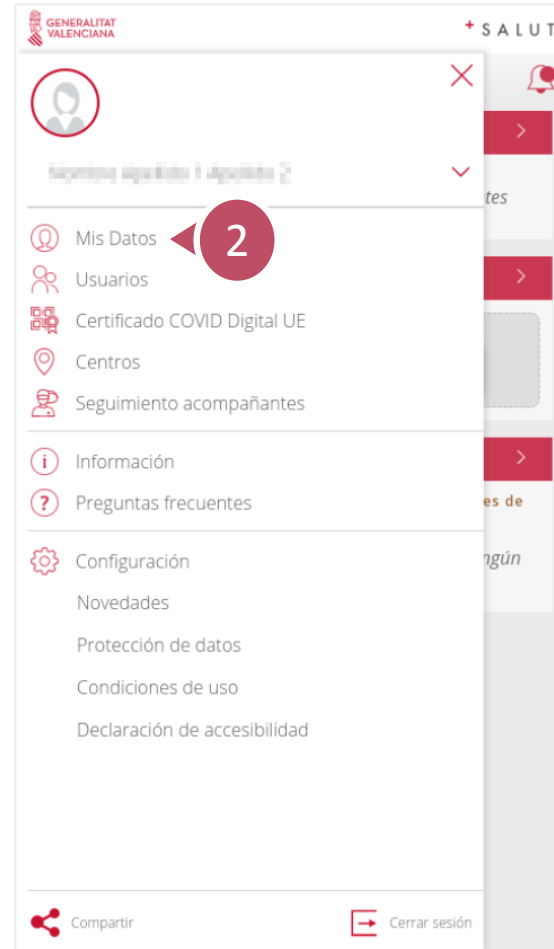 GENERALITAT
VALENCIANA
+ SALUT
tes
Mis Datos
2
Usuarios
Certificado COVID Digital UE
Centros
Seguimiento acompañantes
i Información
? Preguntas frecuentes
es de
Configuración
ngún
Novedades
Protección de datos
Condiciones de uso
Declaración de accesibilidad
Compartir
Cerrar sesión